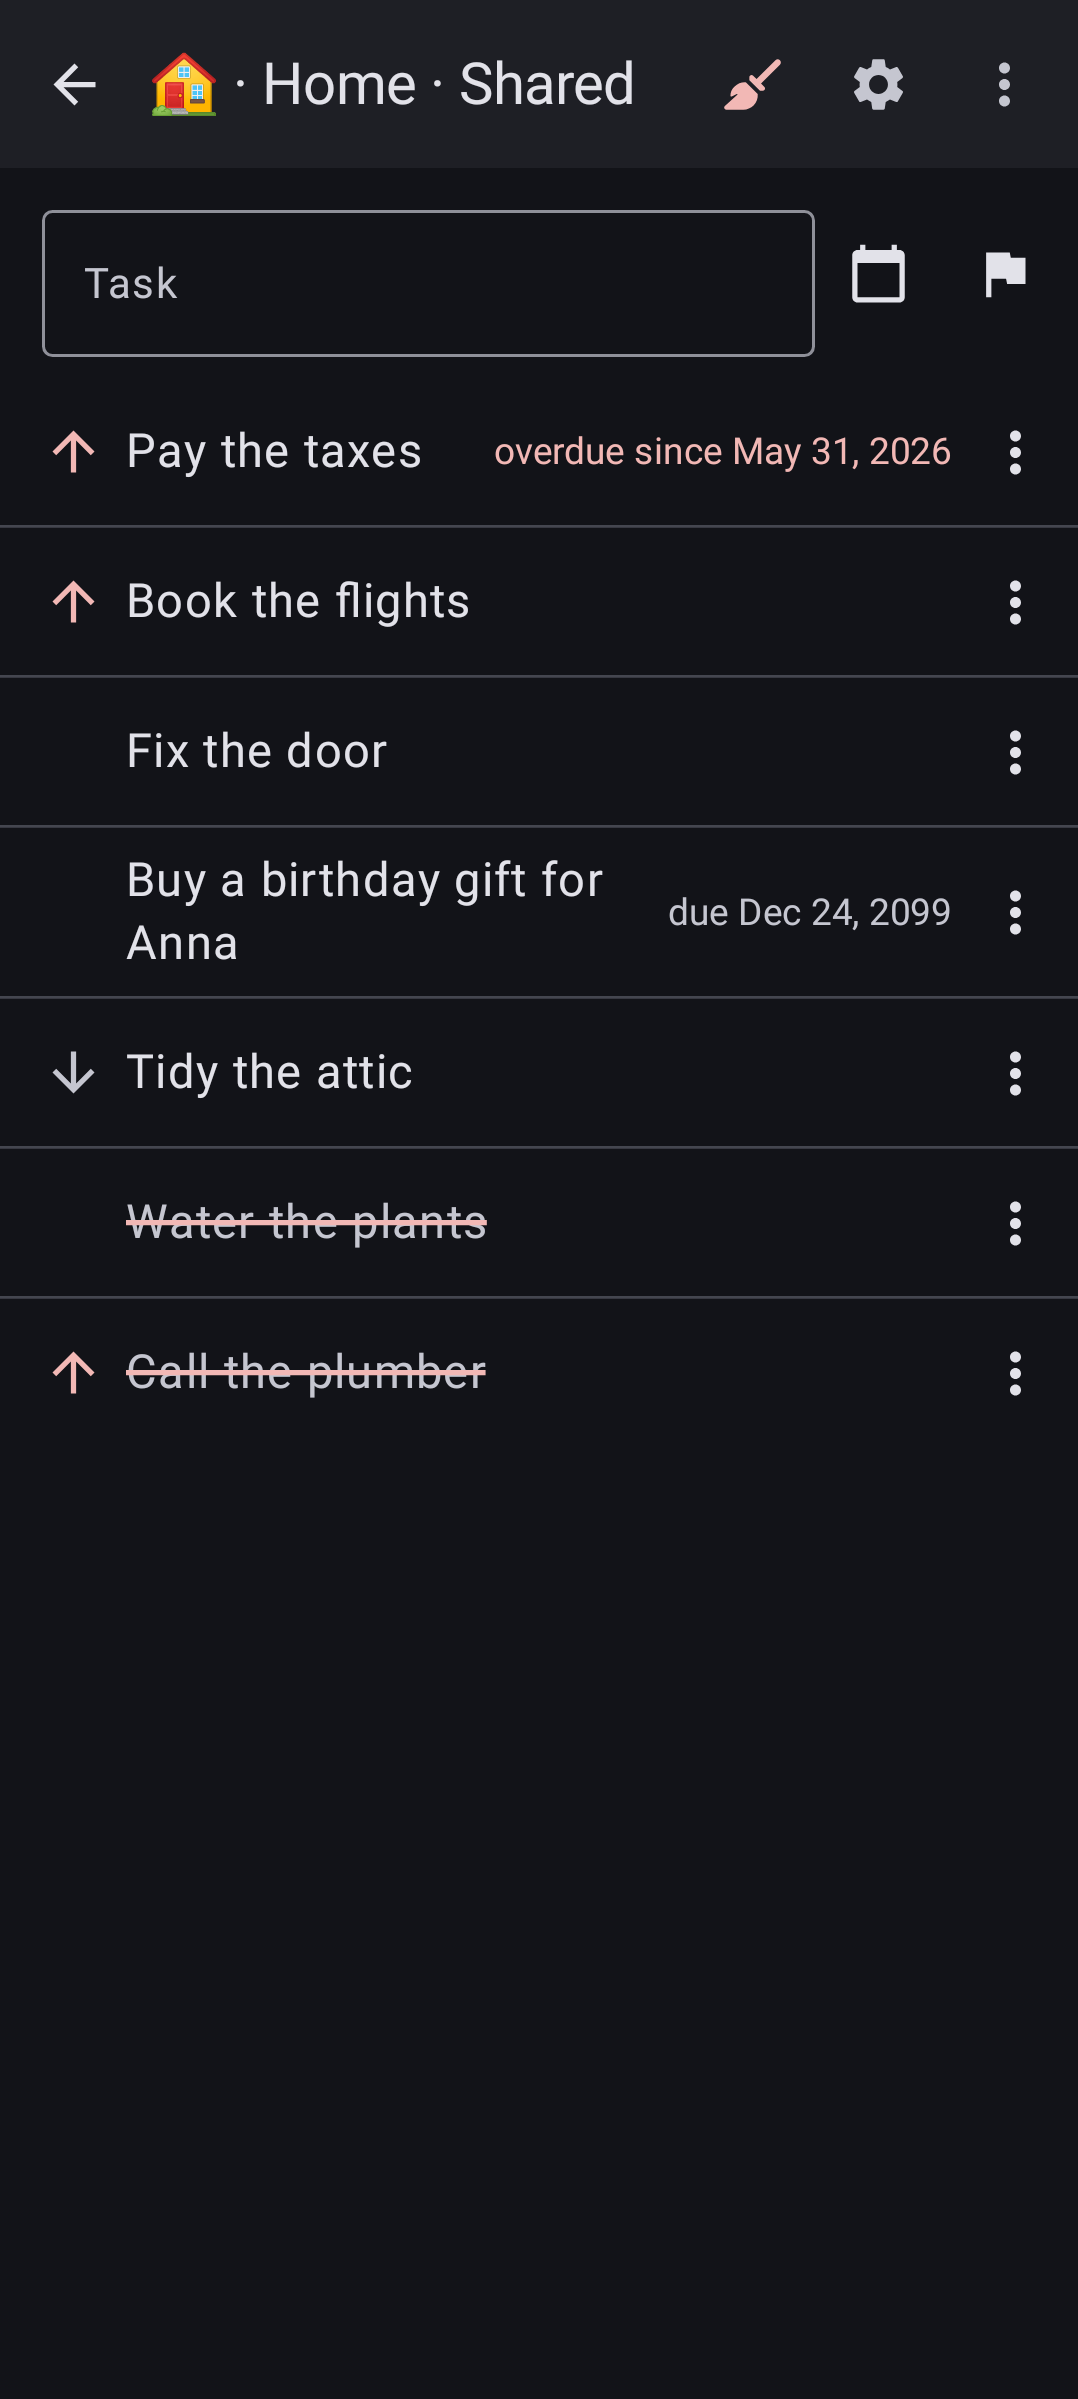 🏠 · Home · Shared
Task
Pay the taxes overdue since May 31, 2026
Book the flights
Fix the door
Buy a birthday gift for
Anna
due Dec 24, 2099
Tidy the attic
Water the plants
Call the plumber